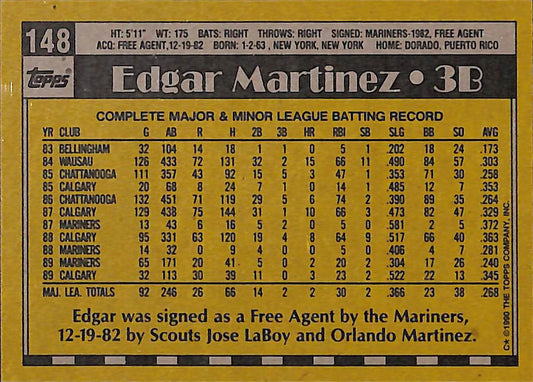 148
HT: 5'11" WT: 175 BATS: RIGHT THROWS: RIGHT SIGNED: MARINERS-1982, FREE AGENT
ACQ: FREE AGENT,12-19-82 BORN: 1-2-63, NEW YORK, NEW YORK HOME: DORADO, PUERTO RICO
Topps
Edgar Martinez • 3B
COMPLETE MAJOR & MINOR LEAGUE BATTING RECORD
YR CLUB G AB R H 2B 3B HR RBI SB SLG BB SO AVG
83 BELLINGHAM 32 104 14 18 1 1 0 5 1 .202 18 24 .173
84 WAUSAU 126 433 72 131 32 2 15 66 11 .490 84 57 .303
85 CHATTANOOGA 111 357 43 92 15 5 3 47 1 .353 71 30 .258
85 CALGARY 20 68 8 24 7 1 0 14 1 .485 12 7 .353
86 CHATTANOOGA 132 451 71 119 29 5 6 74 2 .390 89 35 .264
87 CALGARY 129 438 75 144 31 1 10 66 3 .473 82 47 .329
87 MARINERS 13 43 6 16 5 2 0 5 0 .581 2 5 .372
88 CALGARY 95 331 63 120 19 4 8 64 9 .517 66 40 .363
88 MARINERS 14 32 0 9 4 0 0 5 0 .406 4 7 .281
89 MARINERS 65 171 20 41 5 0 2 20 2 .304 17 26 .240
89 CALGARY 32 113 30 39 11 0 3 23 2 .522 22 13 .345
MAJ. LEA. TOTALS 92 246 26 66 14 2 2 30 2 .366 23 38 .268
Edgar was signed as a Free Agent by the Mariners,
12-19-82 by Scouts Jose LaBoy and Orlando Martinez.
C* ©1990 THE TOPPS COMPANY, INC.